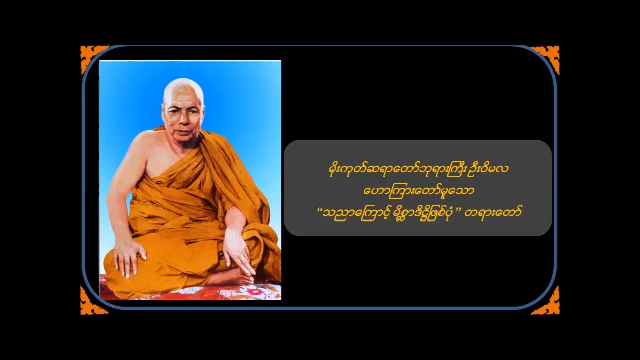 မိုးကုတ်ဆရာတော်ဘုရားကြီး ဦးဝိမလ
ဟောကြားတော်မူသော
“သညာကြောင့် မိစ္ဆာဒိဋ္ဌိဖြစ်ပုံ” တရားတော်